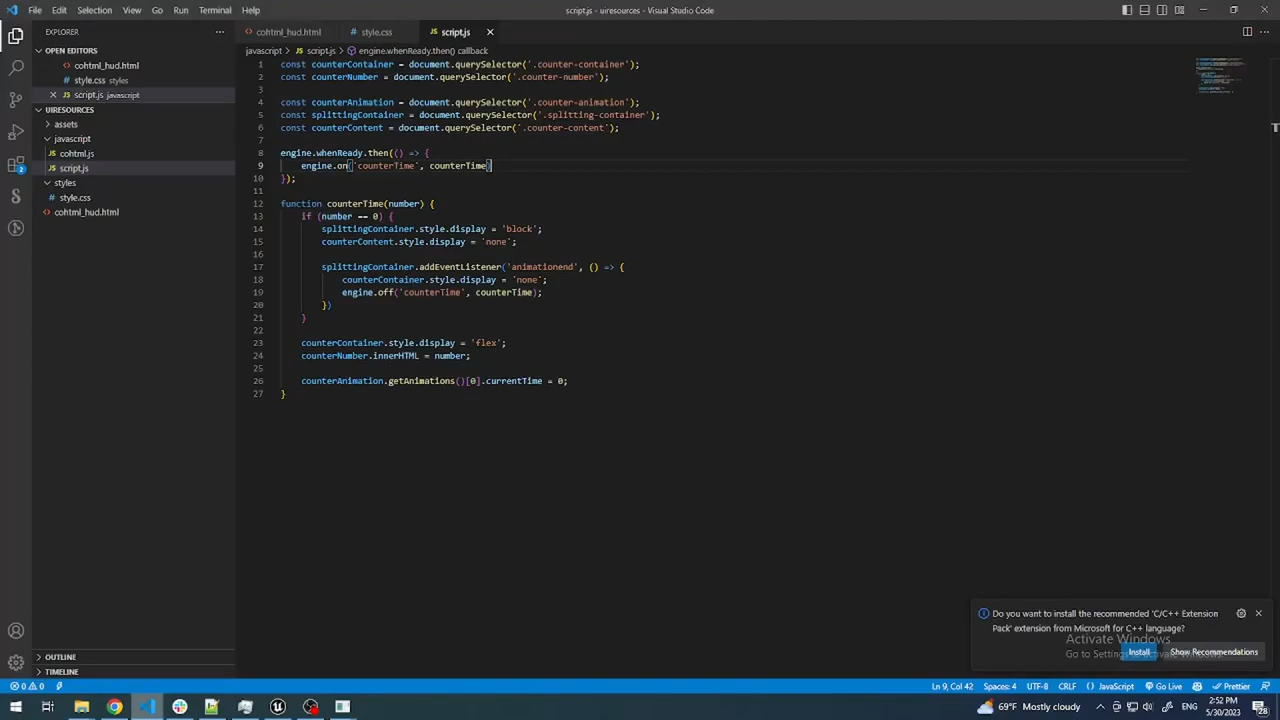 File Edit Selection View Go Run Terminal Help
script.js - uiresources - Visual Studio Code
EXPLORER ...
OPEN EDITORS
cohtml_hud.html
style.css styles
script.js javascript
UIRESOURCES
assets
javascript
cohtml.js
script.js
styles
style.css
cohtml_hud.html
OUTLINE
TIMELINE
2
cohtml_hud.html style.css script.js
javascript > script.js > engine.whenReady.then() callback
1 const counterContainer = document.querySelector('.counter-container');
2 const counterNumber = document.querySelector('.counter-number');
3
4 const counterAnimation = document.querySelector('.counter-animation');
5 const splittingContainer = document.querySelector('.splitting-container');
6 const counterContent = document.querySelector('.counter-content');
7
8 engine.whenReady.then(() => {
9 engine.on('counterTime', counterTime)
10 });
11
12 function counterTime(number) {
13 if (number == 0) {
14 splittingContainer.style.display = 'block';
15 counterContent.style.display = 'none';
16
17 splittingContainer.addEventListener('animationend', () => {
18 counterContainer.style.display = 'none';
19 engine.off('counterTime', counterTime);
20 })
21 }
22
23 counterContainer.style.display = 'flex';
24 counterNumber.innerHTML = number;
25
26 counterAnimation.getAnimations()[0].currentTime = 0;
27 }
Do you want to install the recommended 'C/C++ Extension
Pack' extension from Microsoft for C++ language?
Install Show Recommendations
Activate Windows
Go to Settings to activate Windows.
0 0 Ln 9, Col 42 Spaces: 4 UTF-8 CRLF {} JavaScript Go Live Prettier
69°F Mostly cloudy ENG 2:52 PM
5/30/2023
28